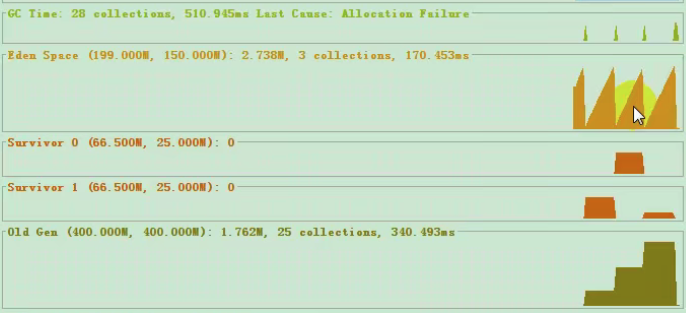 GC Time: 28 collections, 510.945ms Last Cause: Allocation Failure
Eden Space (199.000M, 150.000M): 2.738M, 3 collections, 170.453ms
Survivor 0 (66.500M, 25.000M): 0
Survivor 1 (66.500M, 25.000M): 0
Old Gen (400.000M, 400.000M): 1.762M, 25 collections, 340.493ms